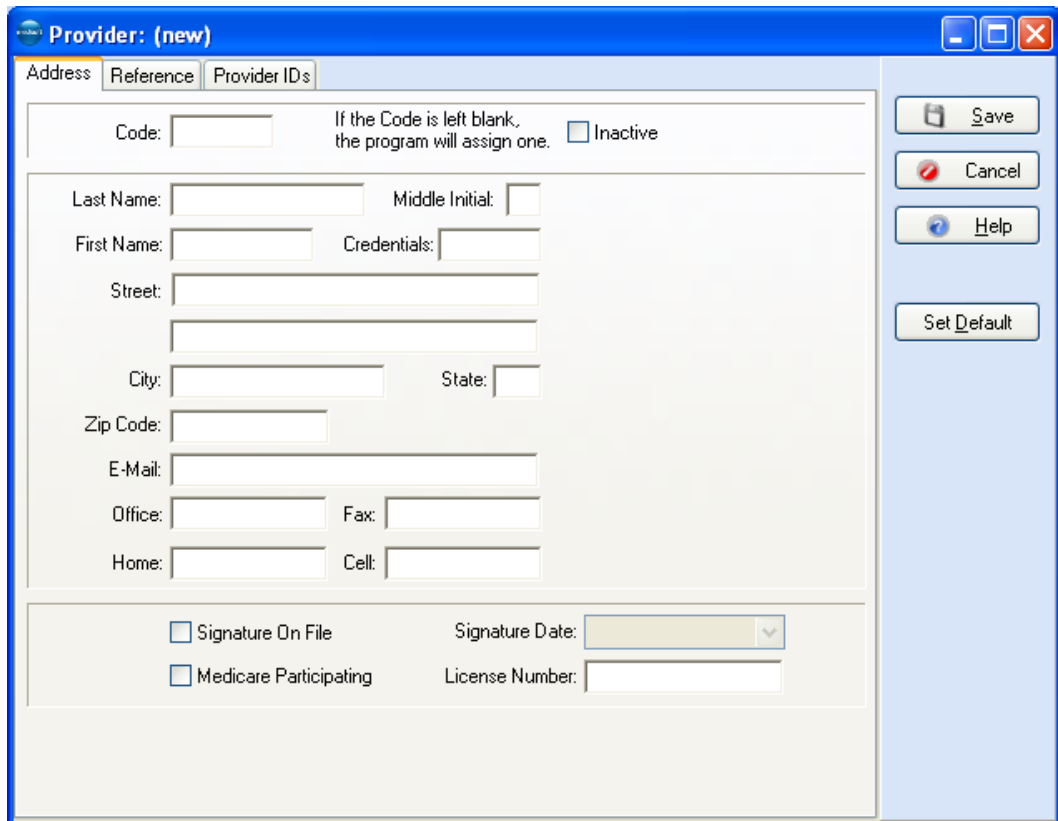 Provider: (new)
Address Reference Provider IDs
Code: If the Code is left blank,
the program will assign one. Inactive
Last Name: Middle Initial:
First Name: Credentials:
Street:
City: State:
Zip Code:
E-Mail:
Office: Fax:
Home: Cell:
Signature On File Signature Date:
Medicare Participating License Number:
Save
Cancel
Help
Set Default